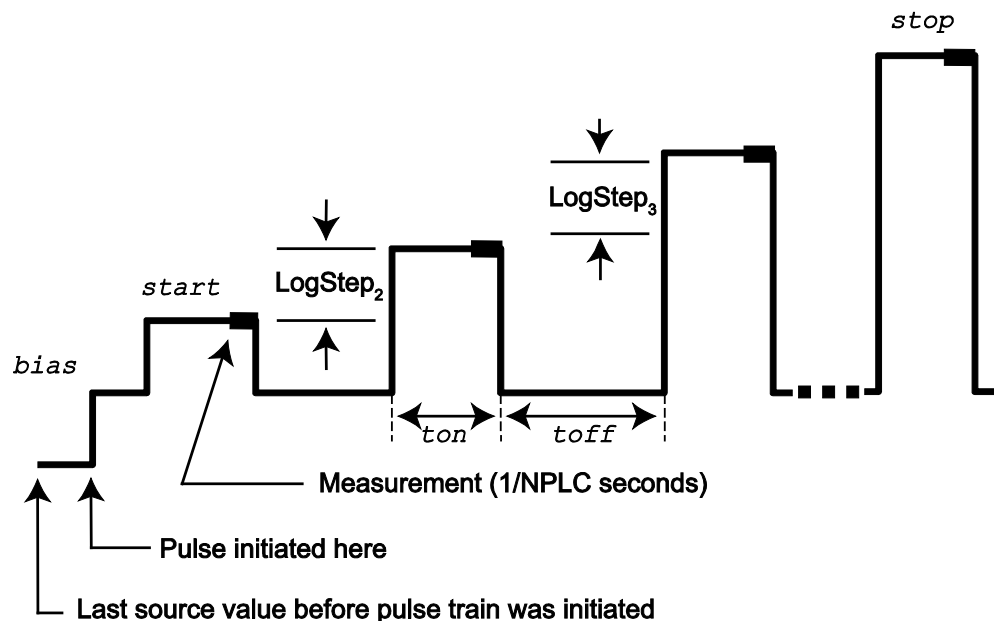 stop
LogStep3
LogStep2
start
bias
ton
toff
Measurement (1/NPLC seconds)
Pulse initiated here
Last source value before pulse train was initiated